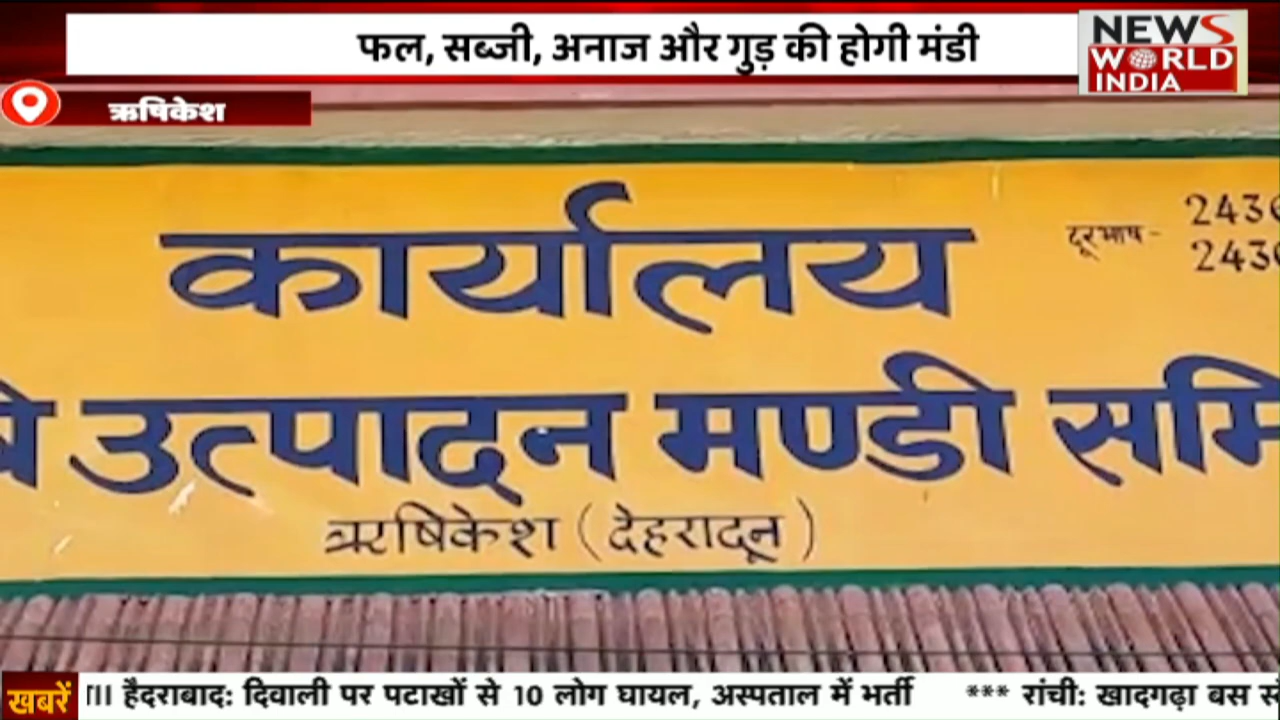 फल, सब्जी, अनाज और गुड़ की होगी मंडी
NEWS
WORLD
INDIA
ऋषिकेश
कार्यालय
दूरभाष -
उत्पादन मण्डी
ऋषिकेश (देहरादून)
खबरें
हैदराबाद: दिवाली पर पटाखों से 10 लोग घायल, अस्पताल में भर्ती *** रांची: खादगढ़ा बस